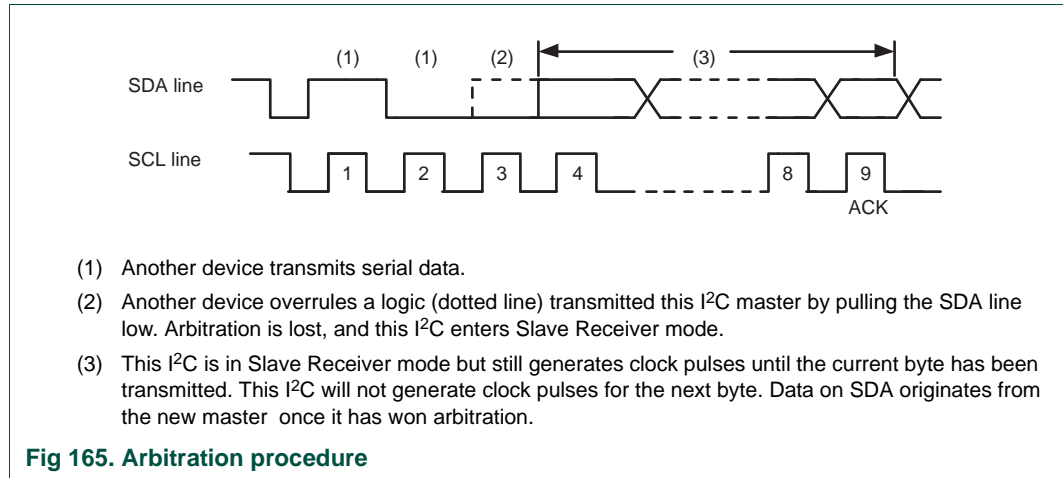 (1) (1) (2) (3)
SDA line
SCL line
1 2 3 4 8 9
ACK
(1) Another device transmits serial data.
(2) Another device overrules a logic (dotted line) transmitted this I2C master by pulling the SDA line
low. Arbitration is lost, and this I2C enters Slave Receiver mode.
(3) This I2C is in Slave Receiver mode but still generates clock pulses until the current byte has been
transmitted. This I2C will not generate clock pulses for the next byte. Data on SDA originates from
the new master once it has won arbitration.
Fig 165. Arbitration procedure